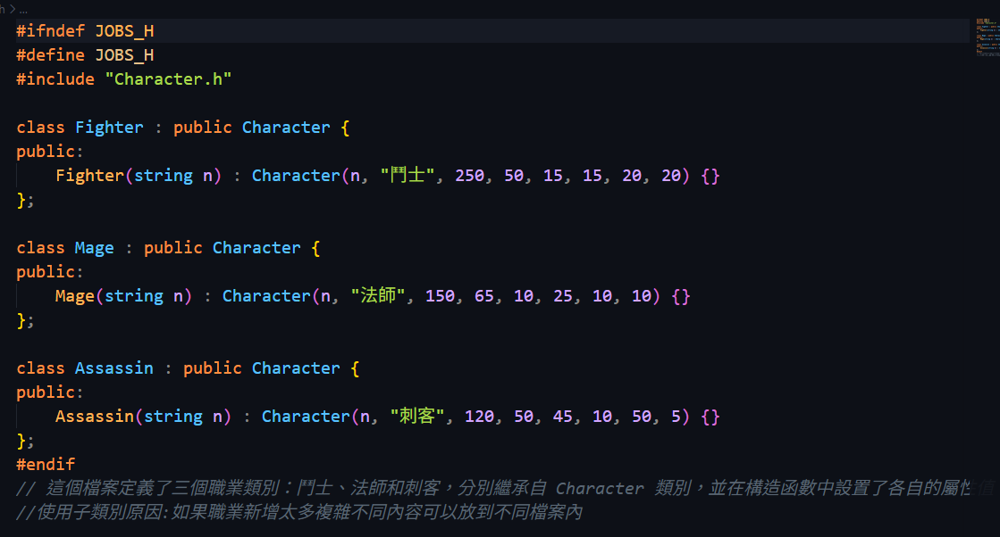 h > ...
#ifndef JOBS_H
#define JOBS_H
#include "Character.h"
class Fighter : public Character {
public:
Fighter(string n) : Character(n, "鬥士", 250, 50, 15, 15, 20, 20) {}
};
class Mage : public Character {
public:
Mage(string n) : Character(n, "法師", 150, 65, 10, 25, 10, 10) {}
};
class Assassin : public Character {
public:
Assassin(string n) : Character(n, "刺客", 120, 50, 45, 10, 50, 5) {}
};
#endif
// 這個檔案定義了三個職業類別：鬥士、法師和刺客，分別繼承自 Character 類別，並在構造函數中設置了各自的屬性值
//使用子類別原因:如果職業新增太多複雜不同內容可以放到不同檔案內